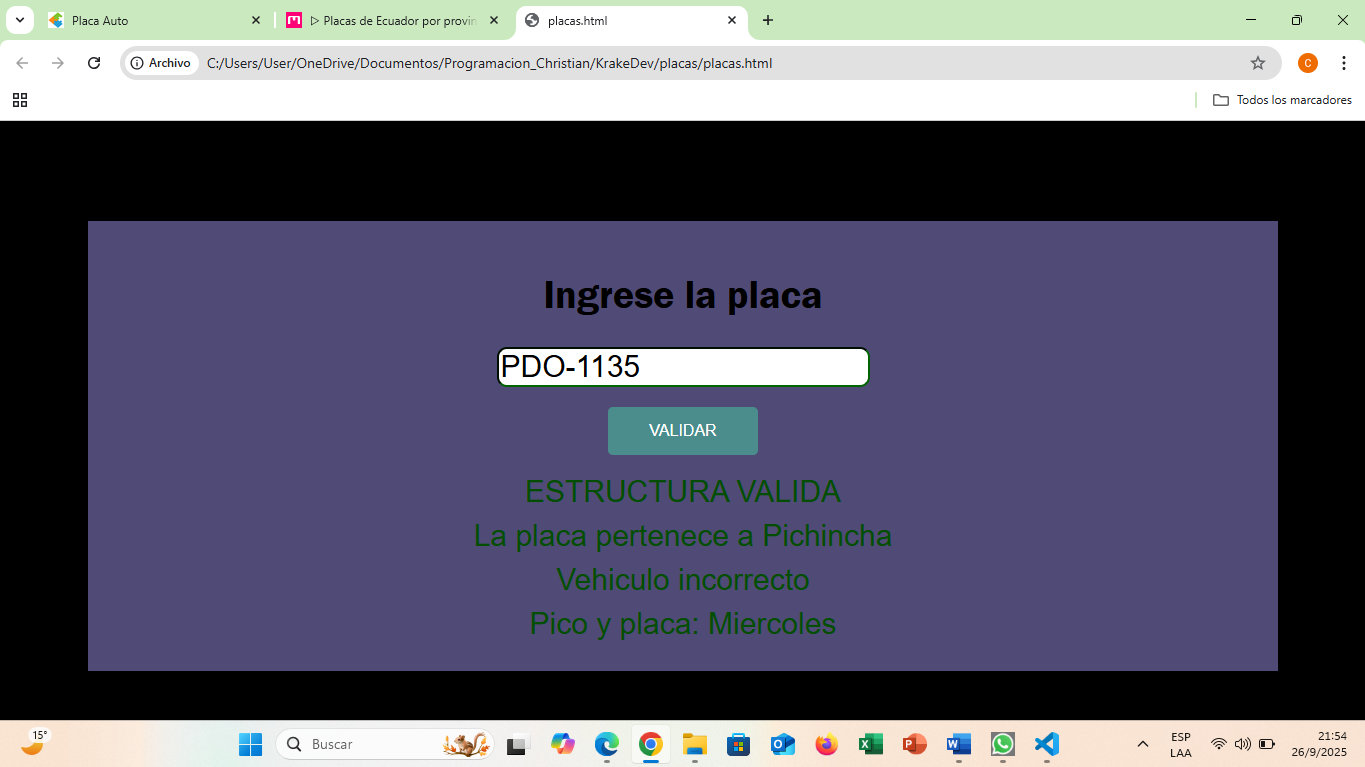 Placa Auto
▷ Placas de Ecuador por provin
placas.html
Archivo
C:/Users/User/OneDrive/Documentos/Programacion_Christian/KrakeDev/placas/placas.html
C
Todos los marcadores
Ingrese la placa
PDO-1135
VALIDAR
ESTRUCTURA VALIDA
La placa pertenece a Pichincha
Vehiculo incorrecto
Pico y placa: Miercoles
15°
Buscar
ESP
LAA
21:54
26/9/2025